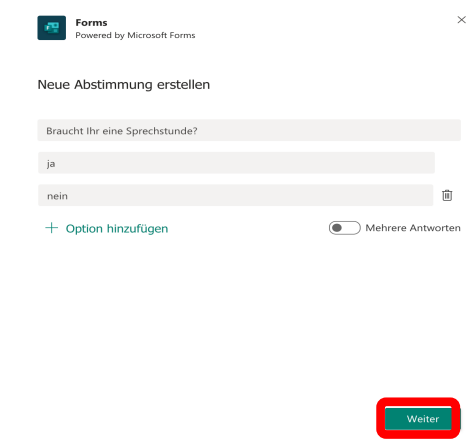 Forms
Powered by Microsoft Forms
Neue Abstimmung erstellen
Braucht Ihr eine Sprechstunde?
ja
nein
Option hinzufügen
Mehrere Antworten
Weiter